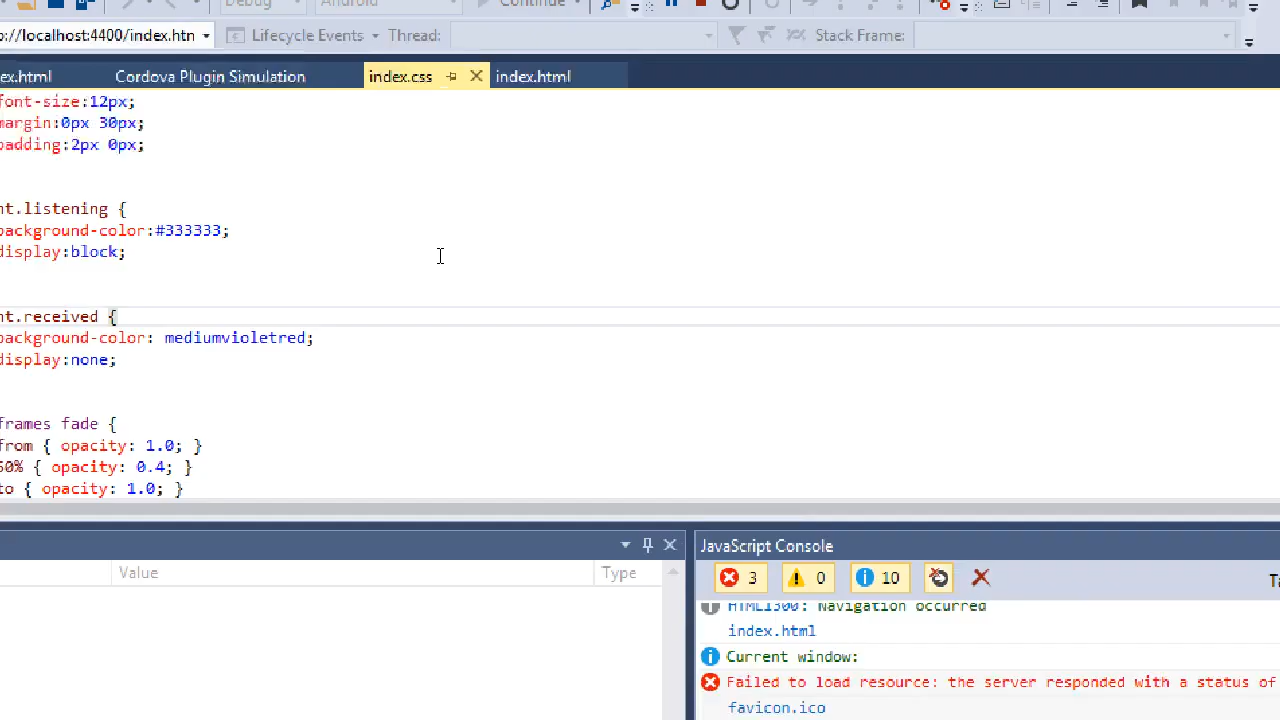 Debug Android Continue
://localhost:4400/index.htn Lifecycle Events Thread: Stack Frame:
ex.html Cordova Plugin Simulation index.css index.html
font-size:12px;
margin:0px 30px;
padding:2px 0px;
nt.listening {
background-color:#333333;
display:block;
nt.received {
background-color: mediumvioletred;
display:none;
frames fade {
from { opacity: 1.0; }
50% { opacity: 0.4; }
to { opacity: 1.0; }
JavaScript Console
Value Type
3 0 10
HTML1300: Navigation occurred
index.html
Current window:
Failed to load resource: the server responded with a status of
favicon.ico